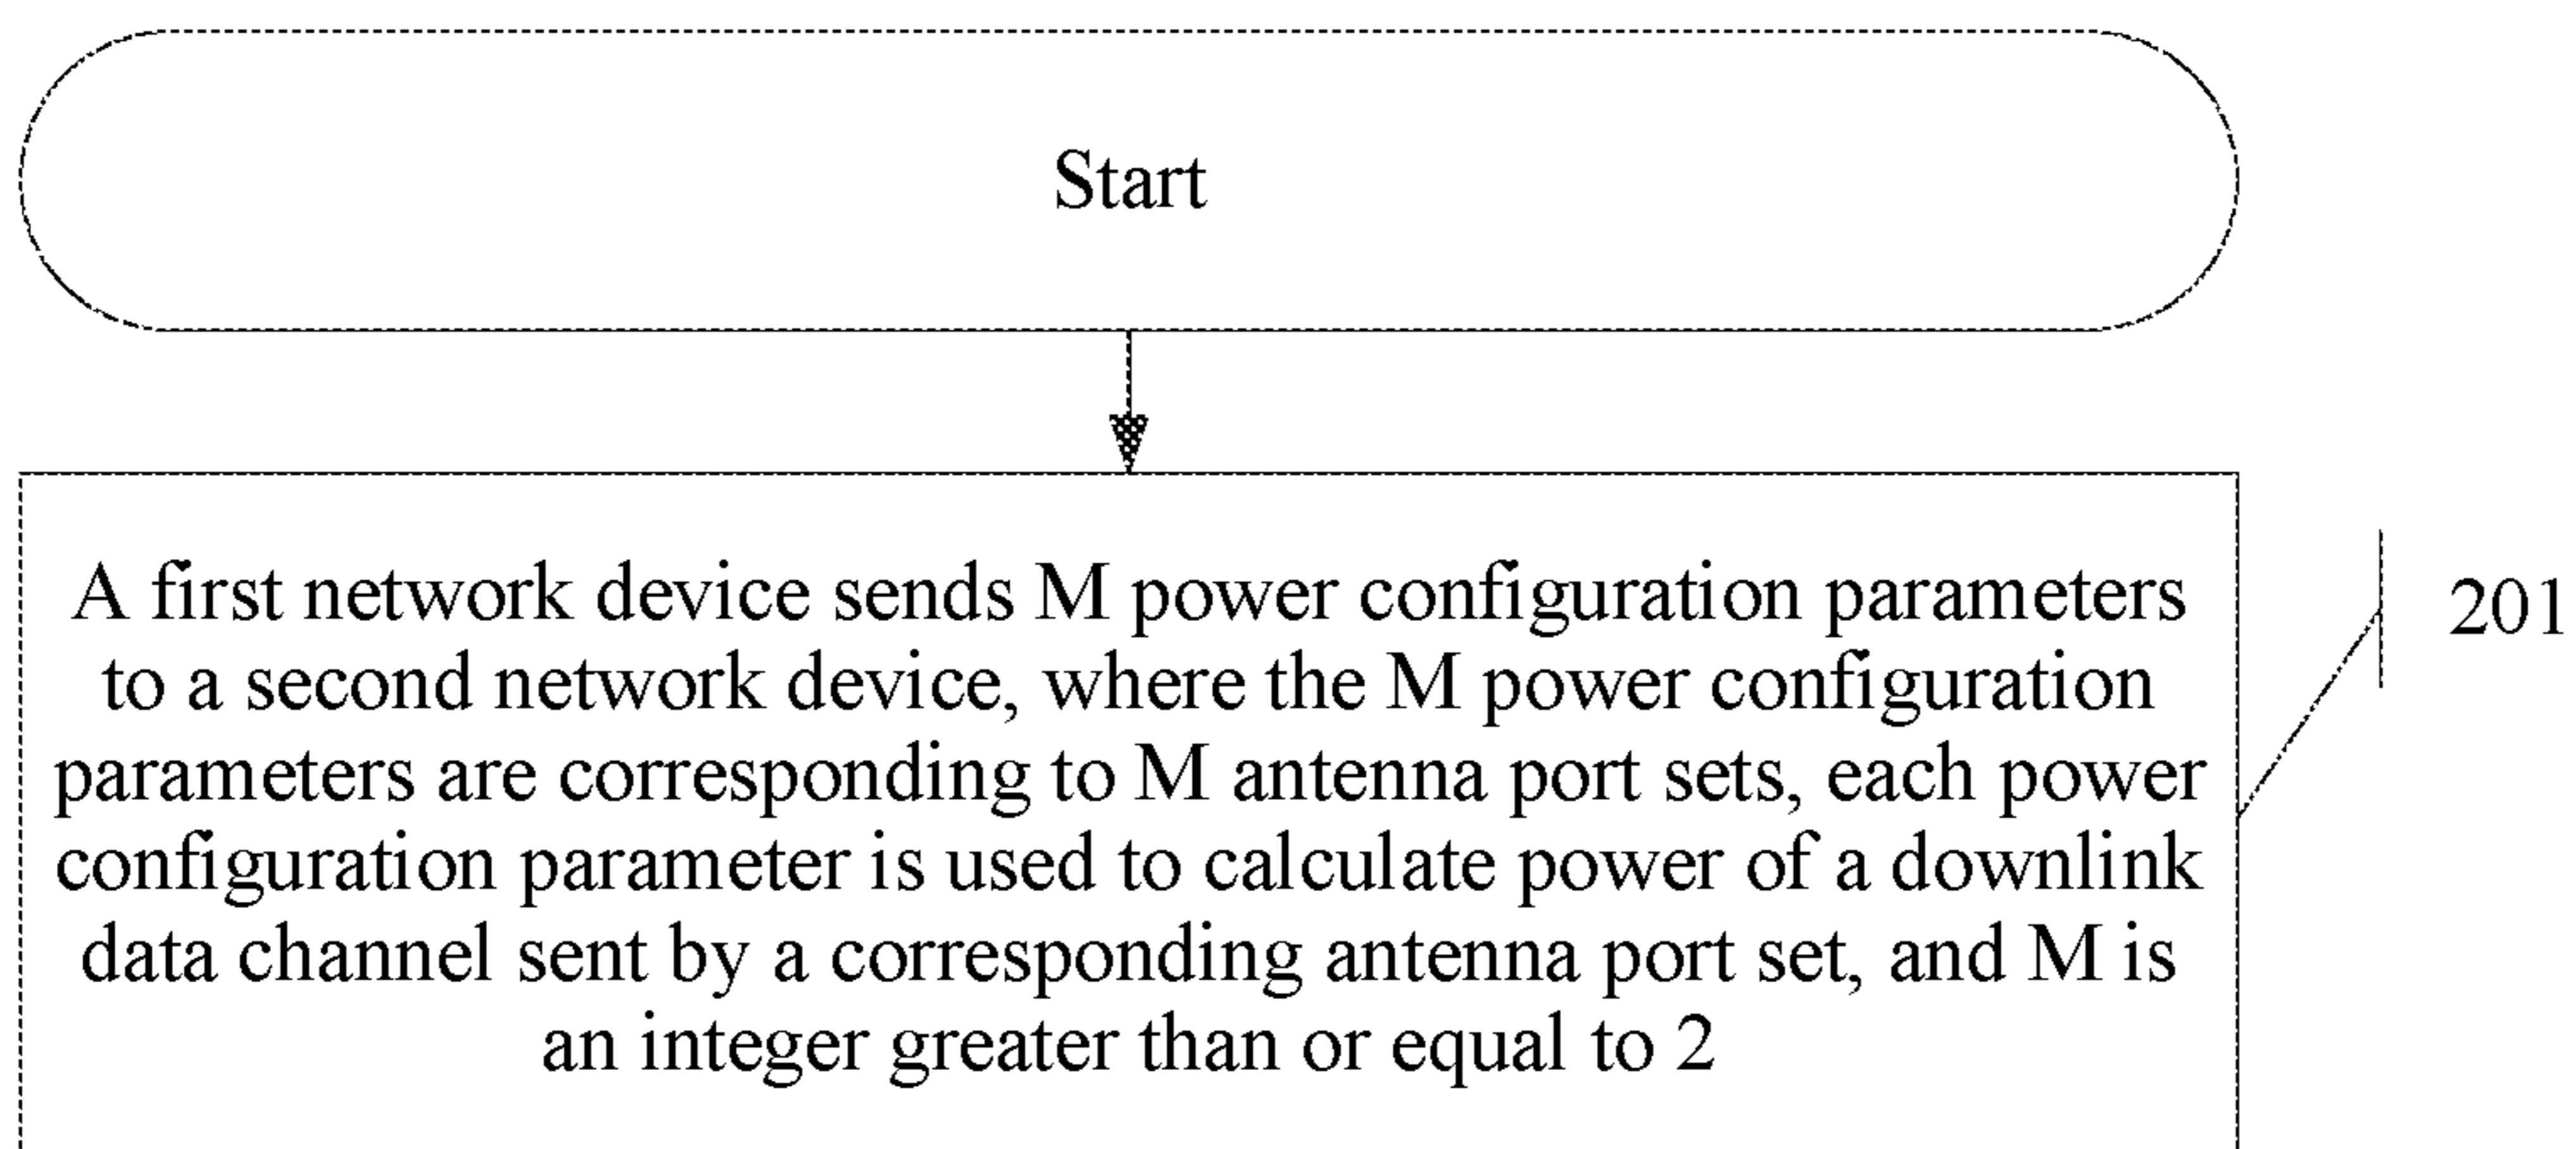 Start
A first network device sends M power configuration parameters
to a second network device, where the M power configuration
parameters are corresponding to M antenna port sets, each power
configuration parameter is used to calculate power of a downlink
data channel sent by a corresponding antenna port set, and M is
an integer greater than or equal to 2
201